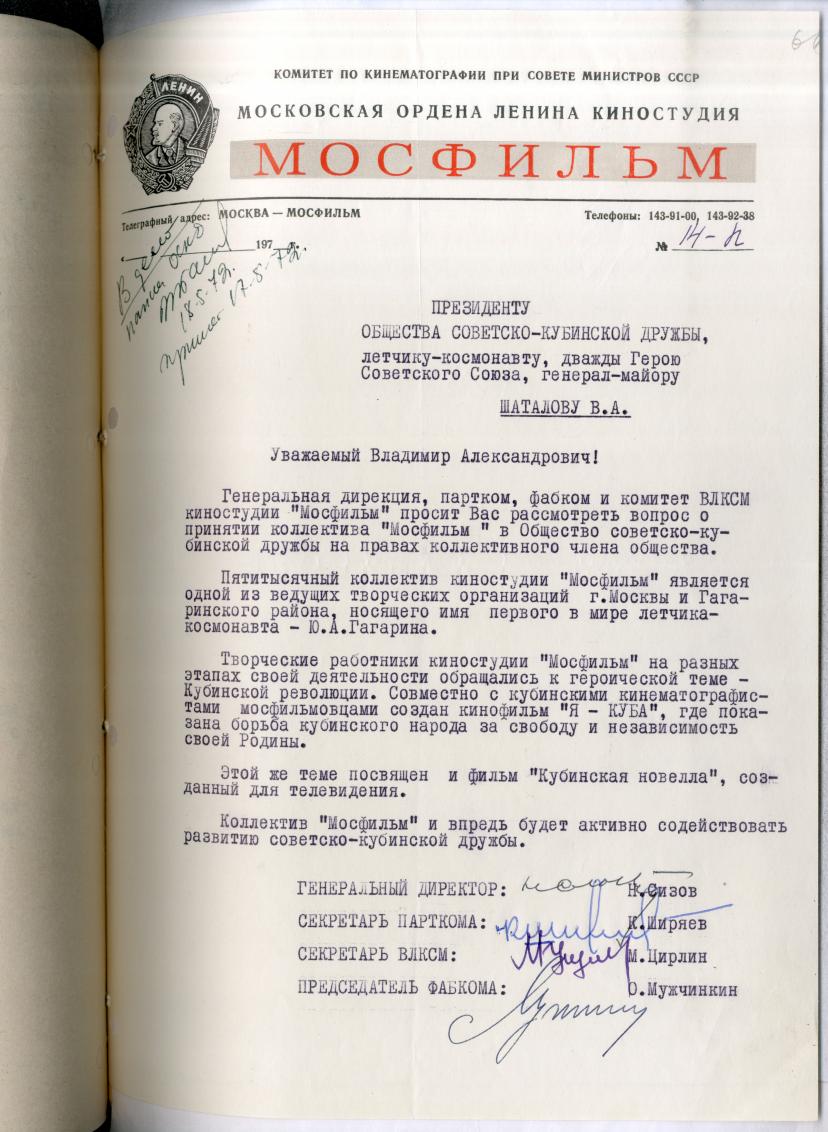 КОМИТЕТ ПО КИНЕМАТОГРАФИИ ПРИ СОВЕТЕ МИНИСТРОВ СССР
ЛЕНИН
МОСКОВСКАЯ ОРДЕНА ЛЕНИНА КИНОСТУДИЯ
МОСФИЛЬМ
Телеграфный адрес: МОСКВА — МОСФИЛЬМ
Телефоны: 143-91-00, 143-92-38
197
№ 14-п
В дело
18.5.72.
17.5.72.
ПРЕЗИДЕНТУ
ОБЩЕСТВА СОВЕТСКО-КУБИНСКОЙ ДРУЖБЫ,
летчику-космонавту, дважды Герою
Советского Союза, генерал-майору
ШАТАЛОВУ В.А.
Уважаемый Владимир Александрович!
Генеральная дирекция, партком, фабком и комитет ВЛКСМ
киностудии "Мосфильм" просит Вас рассмотреть вопрос о
принятии коллектива "Мосфильм " в Общество советско-ку-
бинской дружбы на правах коллективного члена общества.
Пятитысячный коллектив киностудии "Мосфильм" является
одной из ведущих творческих организаций г.Москвы и Гага-
ринского района, носящего имя первого в мире летчика-
космонавта - Ю.А.Гагарина.
Творческие работники киностудии "Мосфильм" на разных
этапах своей деятельности обращались к героической теме -
Кубинской революции. Совместно с кубинскими кинематографис-
тами мосфильмовцами создан кинофильм "Я - КУБА", где пока-
зана борьба кубинского народа за свободу и независимость
своей Родины.
Этой же теме посвящен и фильм "Кубинская новелла", соз-
данный для телевидения.
Коллектив "Мосфильм" и впредь будет активно содействовать
развитию советско-кубинской дружбы.
ГЕНЕРАЛЬНЫЙ ДИРЕКТОР: Н.Сизов
СЕКРЕТАРЬ ПАРТКОМА: К.Ширяев
СЕКРЕТАРЬ ВЛКСМ: М.Цирлин
ПРЕДСЕДАТЕЛЬ ФАБКОМА: О.Мужчинкин